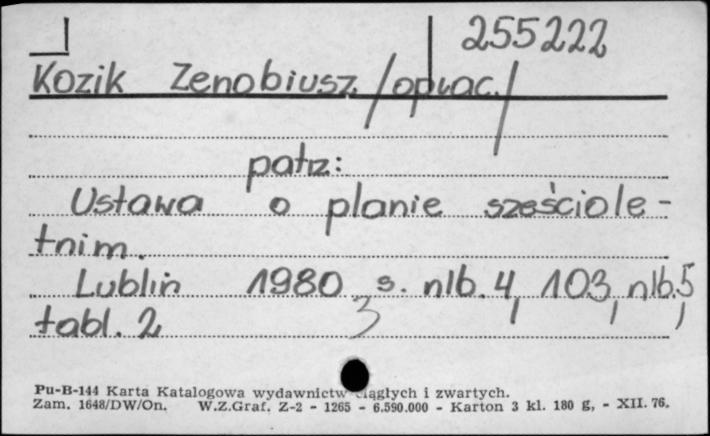 255222
Kozik Zenobiusz /oprac./
patrz:
Ustawa o planie sześciole-
tnim.
Lublin 1980 s. nlb. 4, 103, nlb. 5,
tabl. 2 3
Pu-B-144 Karta Katalogowa wydawnictw ciągłych i zwartych.
Zam. 1648/DW/On. W.Z.Graf. Z-2 - 1265 - 6.590.000 - Karton 3 kl. 180 g, - XII. 76.